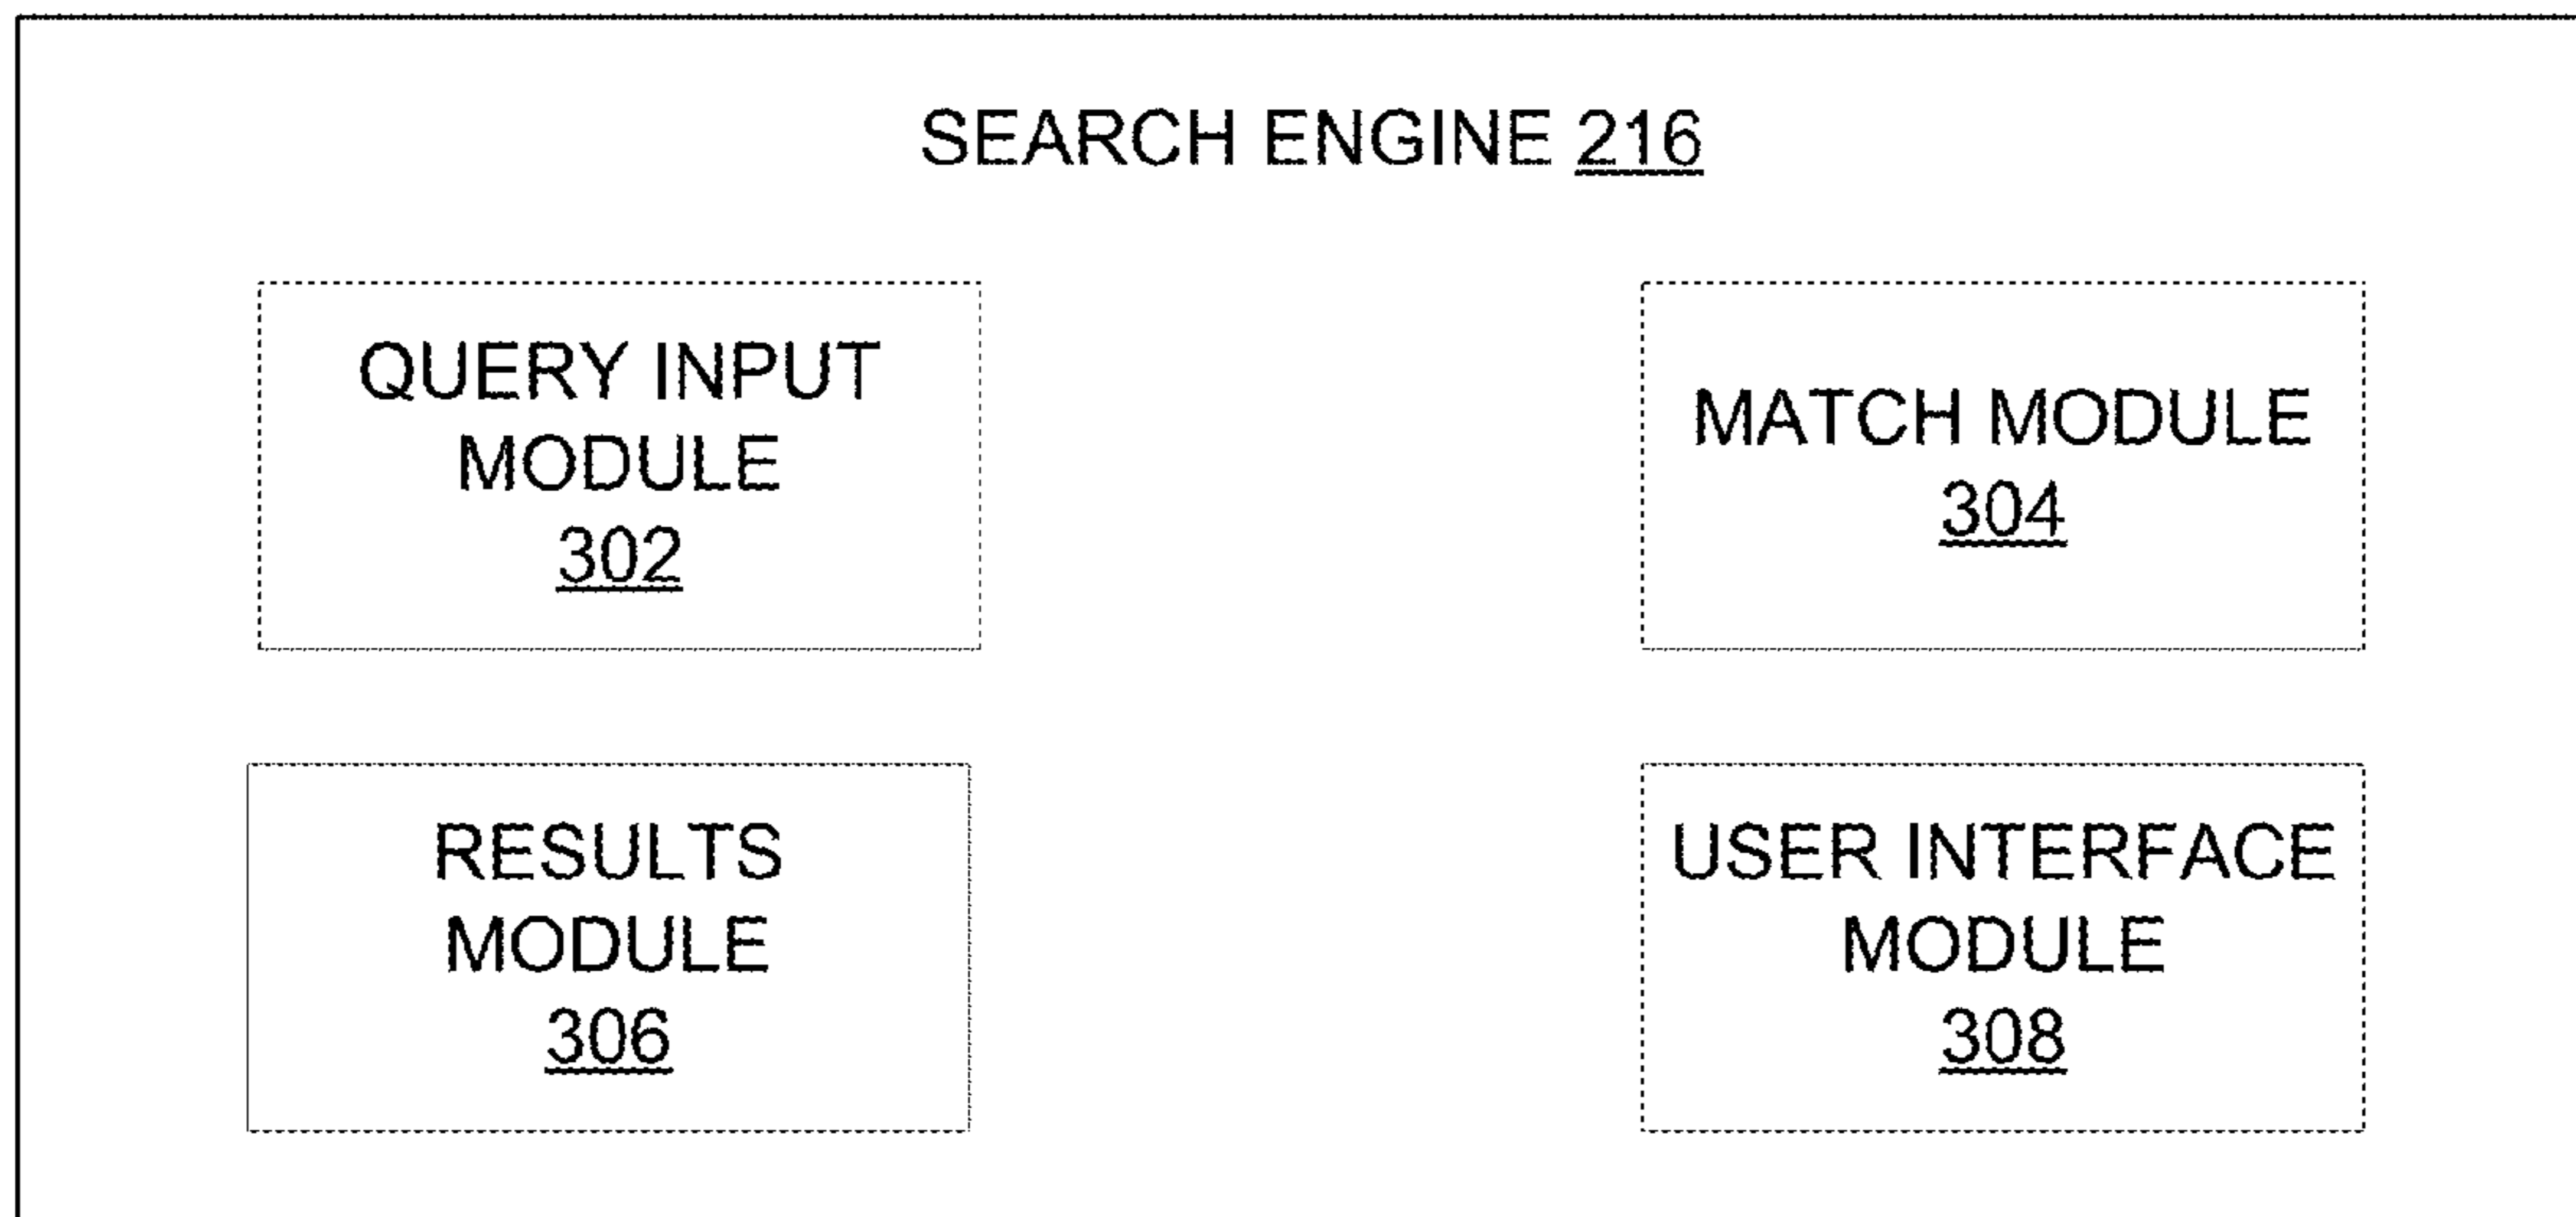 SEARCH ENGINE 216
QUERY INPUT
MODULE
302
MATCH MODULE
304
RESULTS
MODULE
306
USER INTERFACE
MODULE
308